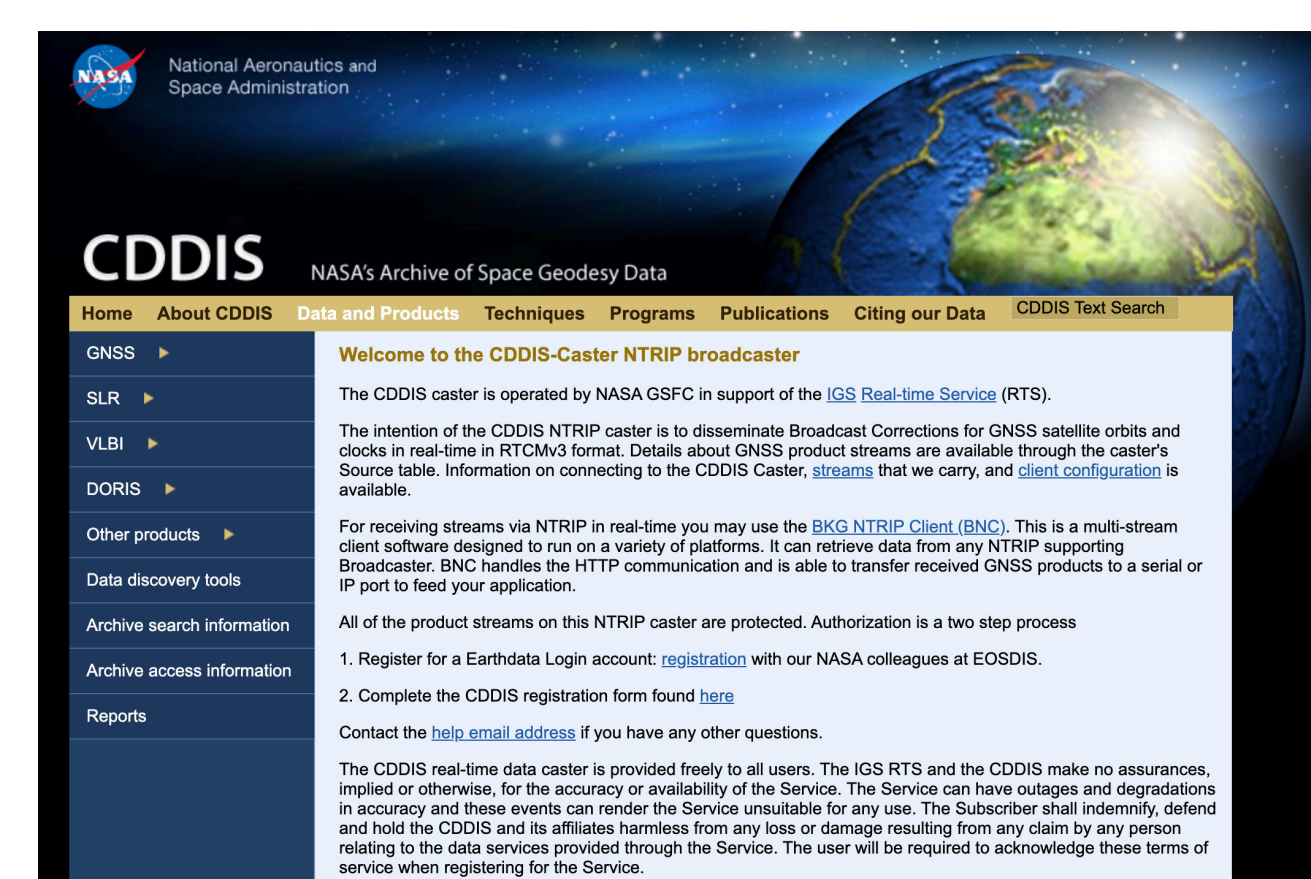 NASA
National Aeronautics and
Space Administration
CDDIS
NASA's Archive of Space Geodesy Data
Home About CDDIS Data and Products Techniques Programs Publications Citing our Data CDDIS Text Search
GNSS
SLR
VLBI
DORIS
Other products
Data discovery tools
Archive search information
Archive access information
Reports
Welcome to the CDDIS-Caster NTRIP broadcaster
The CDDIS caster is operated by NASA GSFC in support of the IGS Real-time Service (RTS).
The intention of the CDDIS NTRIP caster is to disseminate Broadcast Corrections for GNSS satellite orbits and
clocks in real-time in RTCMv3 format. Details about GNSS product streams are available through the caster's
Source table. Information on connecting to the CDDIS Caster, streams that we carry, and client configuration is
available.
For receiving streams via NTRIP in real-time you may use the BKG NTRIP Client (BNC). This is a multi-stream
client software designed to run on a variety of platforms. It can retrieve data from any NTRIP supporting
Broadcaster. BNC handles the HTTP communication and is able to transfer received GNSS products to a serial or
IP port to feed your application.
All of the product streams on this NTRIP caster are protected. Authorization is a two step process
1. Register for a Earthdata Login account: registration with our NASA colleagues at EOSDIS.
2. Complete the CDDIS registration form found here
Contact the help email address if you have any other questions.
The CDDIS real-time data caster is provided freely to all users. The IGS RTS and the CDDIS make no assurances,
implied or otherwise, for the accuracy or availability of the Service. The Service can have outages and degradations
in accuracy and these events can render the Service unsuitable for any use. The Subscriber shall indemnify, defend
and hold the CDDIS and its affiliates harmless from any loss or damage resulting from any claim by any person
relating to the data services provided through the Service. The user will be required to acknowledge these terms of
service when registering for the Service.